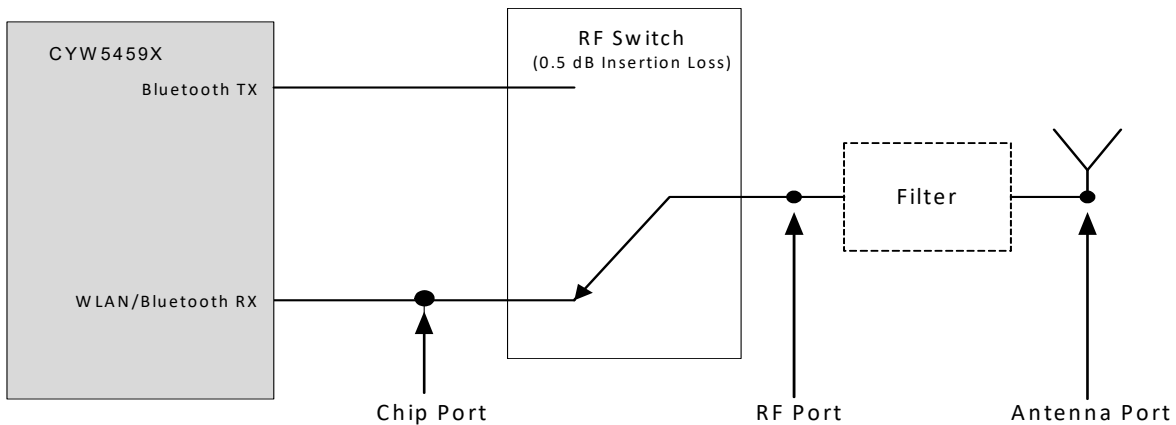 CYW5459X
Bluetooth TX
WLAN/Bluetooth RX
RF Switch
(0.5 dB Insertion Loss)
Filter
Chip Port
RF Port
Antenna Port